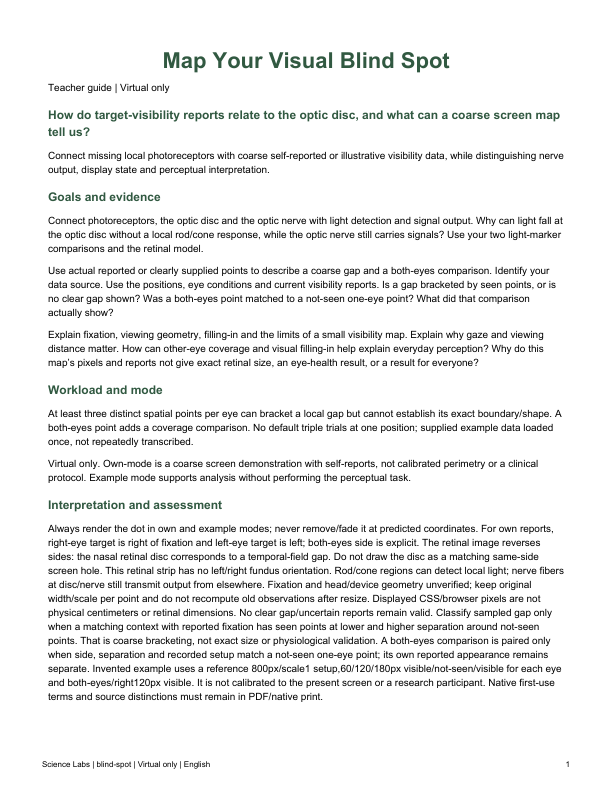 Map Your Visual Blind Spot
Teacher guide | Virtual only
How do target-visibility reports relate to the optic disc, and what can a coarse screen map
tell us?
Connect missing local photoreceptors with coarse self-reported or illustrative visibility data, while distinguishing nerve
output, display state and perceptual interpretation.
Goals and evidence
Connect photoreceptors, the optic disc and the optic nerve with light detection and signal output. Why can light fall at
the optic disc without a local rod/cone response, while the optic nerve still carries signals? Use your two light-marker
comparisons and the retinal model.
Use actual reported or clearly supplied points to describe a coarse gap and a both-eyes comparison. Identify your
data source. Use the positions, eye conditions and current visibility reports. Is a gap bracketed by seen points, or is
no clear gap shown? Was a both-eyes point matched to a not-seen one-eye point? What did that comparison
actually show?
Explain fixation, viewing geometry, filling-in and the limits of a small visibility map. Explain why gaze and viewing
distance matter. How can other-eye coverage and visual filling-in help explain everyday perception? Why do this
map's pixels and reports not give exact retinal size, an eye-health result, or a result for everyone?
Workload and mode
At least three distinct spatial points per eye can bracket a local gap but cannot establish its exact boundary/shape. A
both-eyes point adds a coverage comparison. No default triple trials at one position; supplied example data loaded
once, not repeatedly transcribed.
Virtual only. Own-mode is a coarse screen demonstration with self-reports, not calibrated perimetry or a clinical
protocol. Example mode supports analysis without performing the perceptual task.
Interpretation and assessment
Always render the dot in own and example modes; never remove/fade it at predicted coordinates. For own reports,
right-eye target is right of fixation and left-eye target is left; both-eyes side is explicit. The retinal image reverses
sides: the nasal retinal disc corresponds to a temporal-field gap. Do not draw the disc as a matching same-side
screen hole. This retinal strip has no left/right fundus orientation. Rod/cone regions can detect local light; nerve fibers
at disc/nerve still transmit output from elsewhere. Fixation and head/device geometry unverified; keep original
width/scale per point and do not recompute old observations after resize. Displayed CSS/browser pixels are not
physical centimeters or retinal dimensions. No clear gap/uncertain reports remain valid. Classify sampled gap only
when a matching context with reported fixation has seen points at lower and higher separation around not-seen
points. That is coarse bracketing, not exact size or physiological validation. A both-eyes comparison is paired only
when side, separation and recorded setup match a not-seen one-eye point; its own reported appearance remains
separate. Invented example uses a reference 800px/scale1 setup,60/120/180px visible/not-seen/visible for each eye
and both-eyes/right120px visible. It is not calibrated to the present screen or a research participant. Native first-use
terms and source distinctions must remain in PDF/native print.
Science Labs | blind-spot | Virtual only | English
1